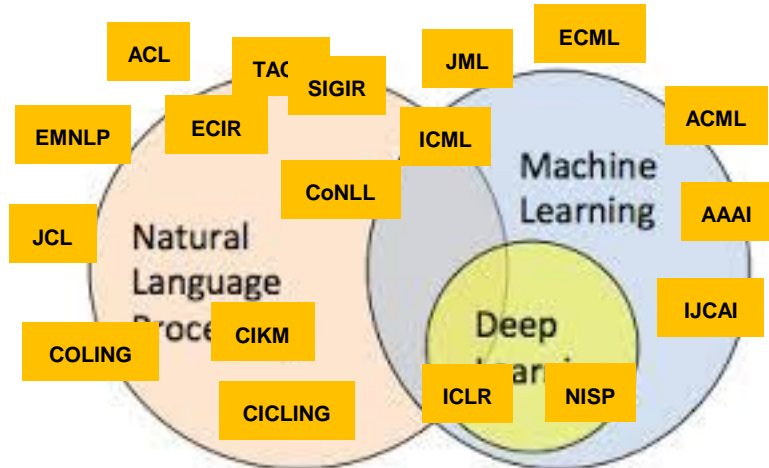 ECML
ACL
JML
SIGIR
ACML
ECIR
EMNLP
ICML
Machine
Learning
CoNLL
AAAI
JCL
Natural
Language
IJCAI
Deep
CIKM
COLING
ICLR
NISP
CICLING